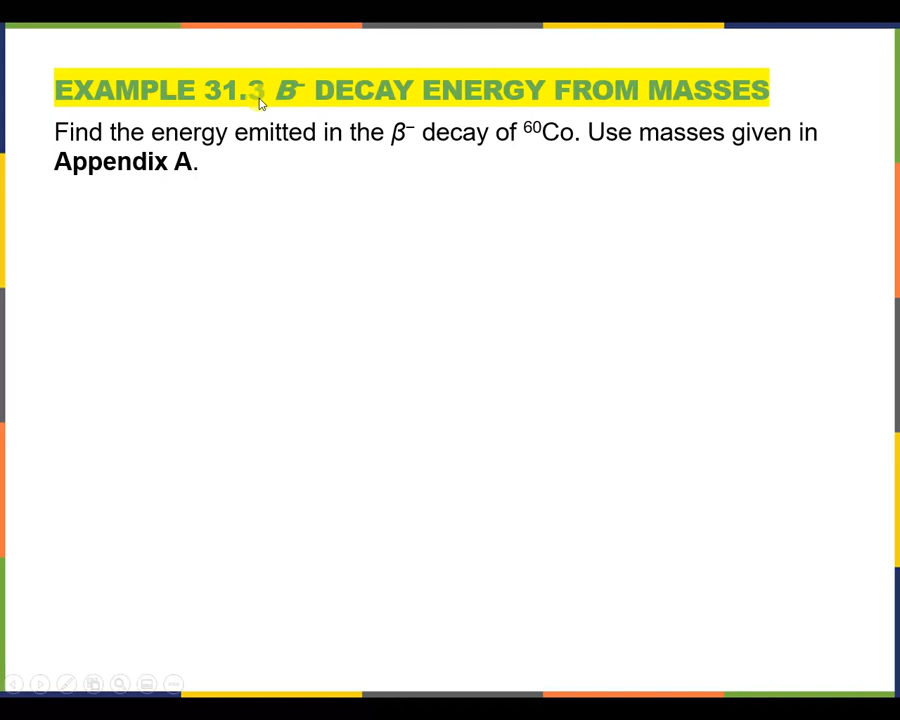 EXAMPLE 31.3 Β⁻ DECAY ENERGY FROM MASSES
Find the energy emitted in the β⁻ decay of ⁶⁰Co. Use masses given in
Appendix A.